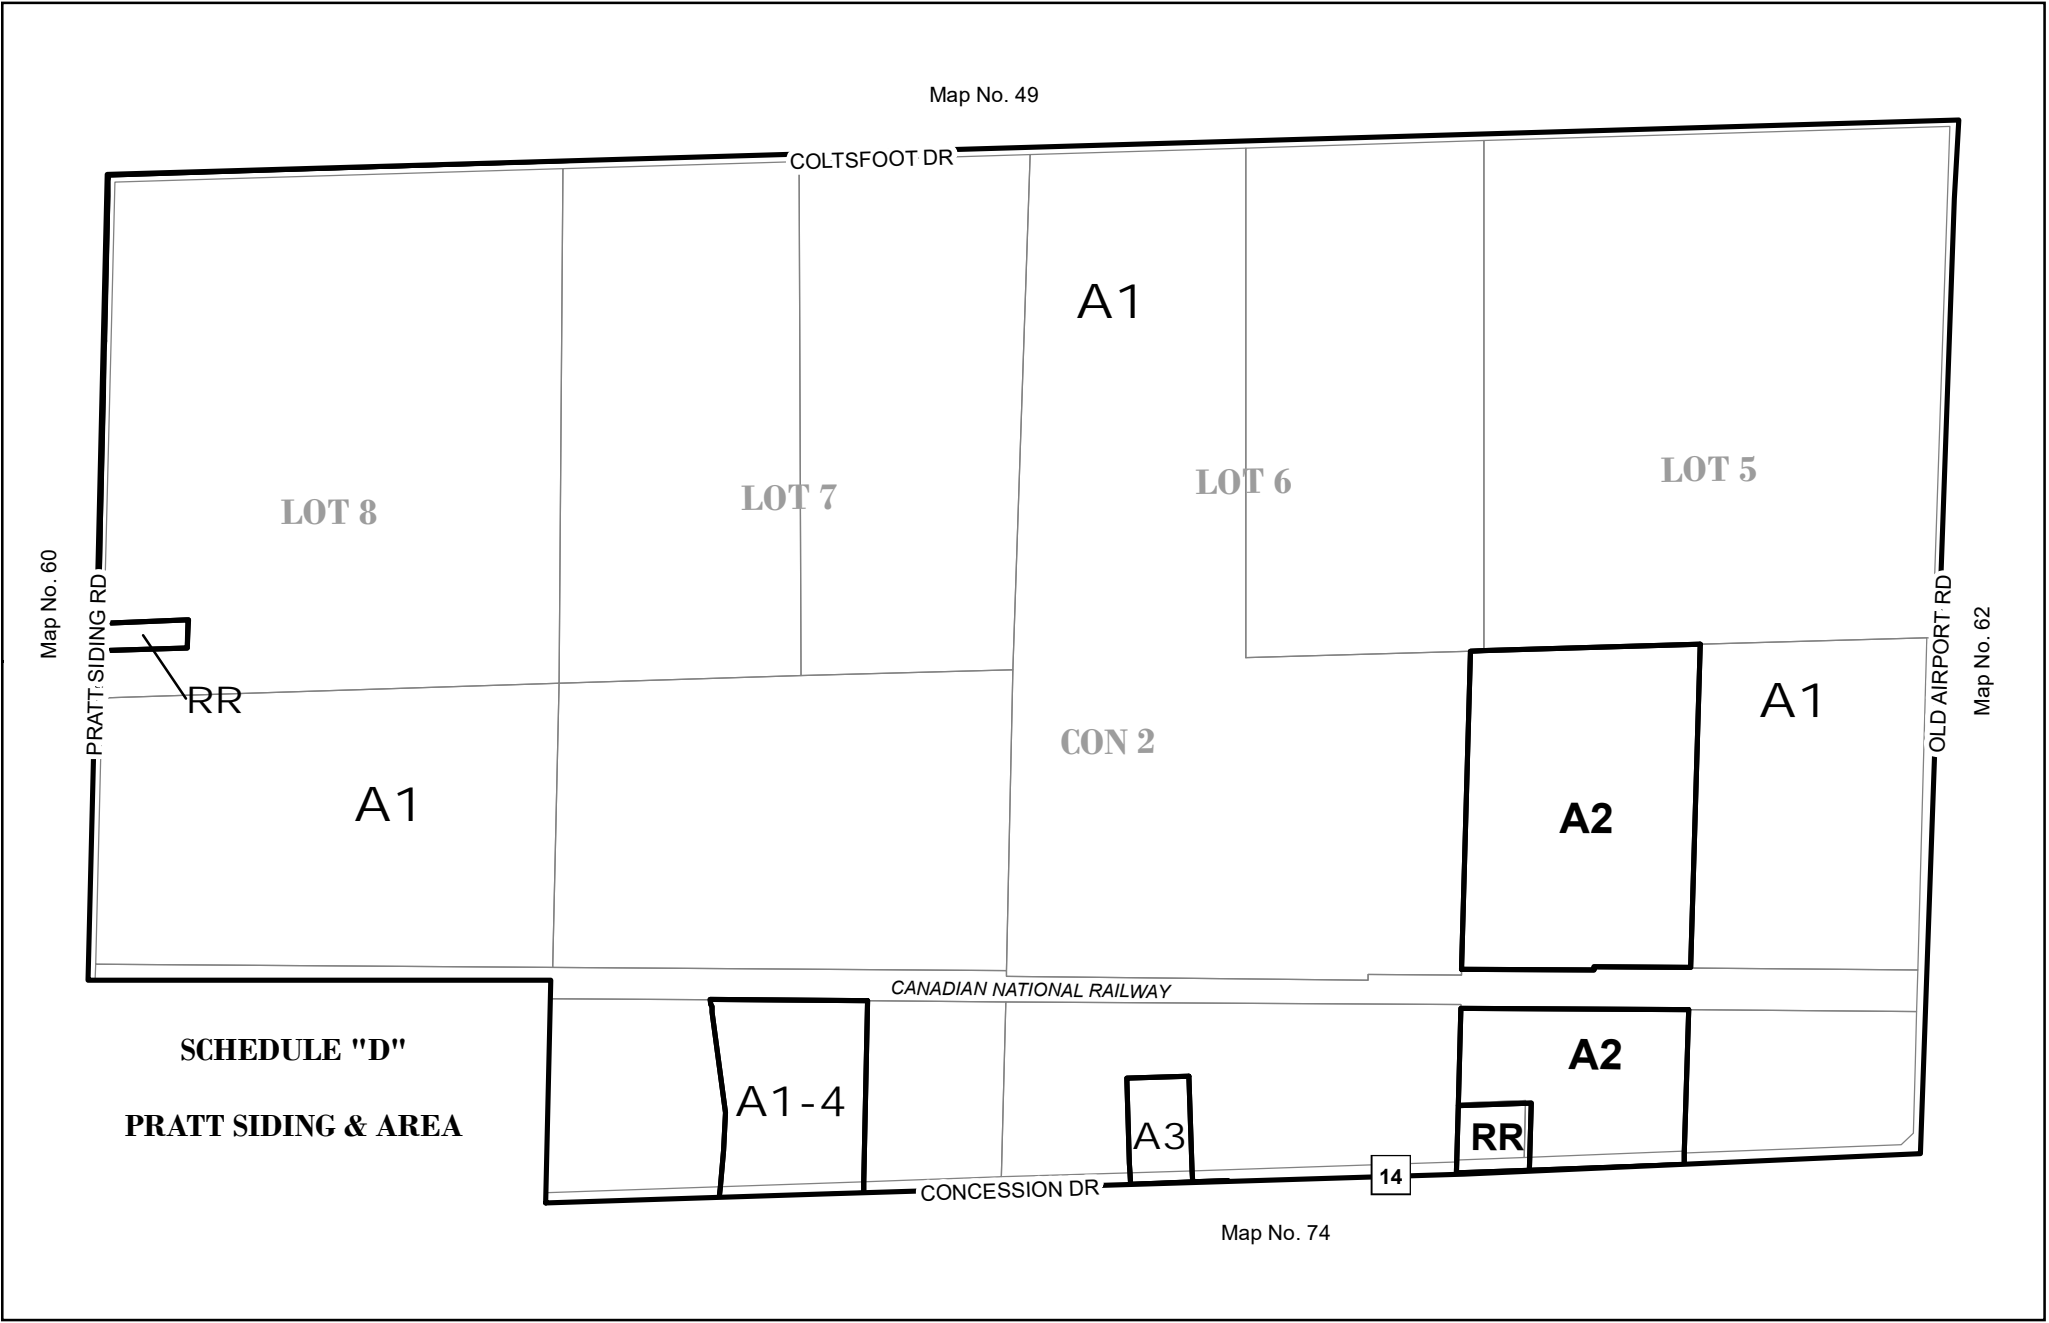 Map No. 49
COLTSFOOT DR
A1
LOT 8
LOT 7
LOT 6
LOT 5
Map No. 60
PRATT SIDING RD
RR
OLD AIRPORT RD
Map No. 62
A1
CON 2
A1
A2
CANADIAN NATIONAL RAILWAY
SCHEDULE "D"
PRATT SIDING & AREA
A1-4
A3
A2
RR
14
CONCESSION DR
Map No. 74